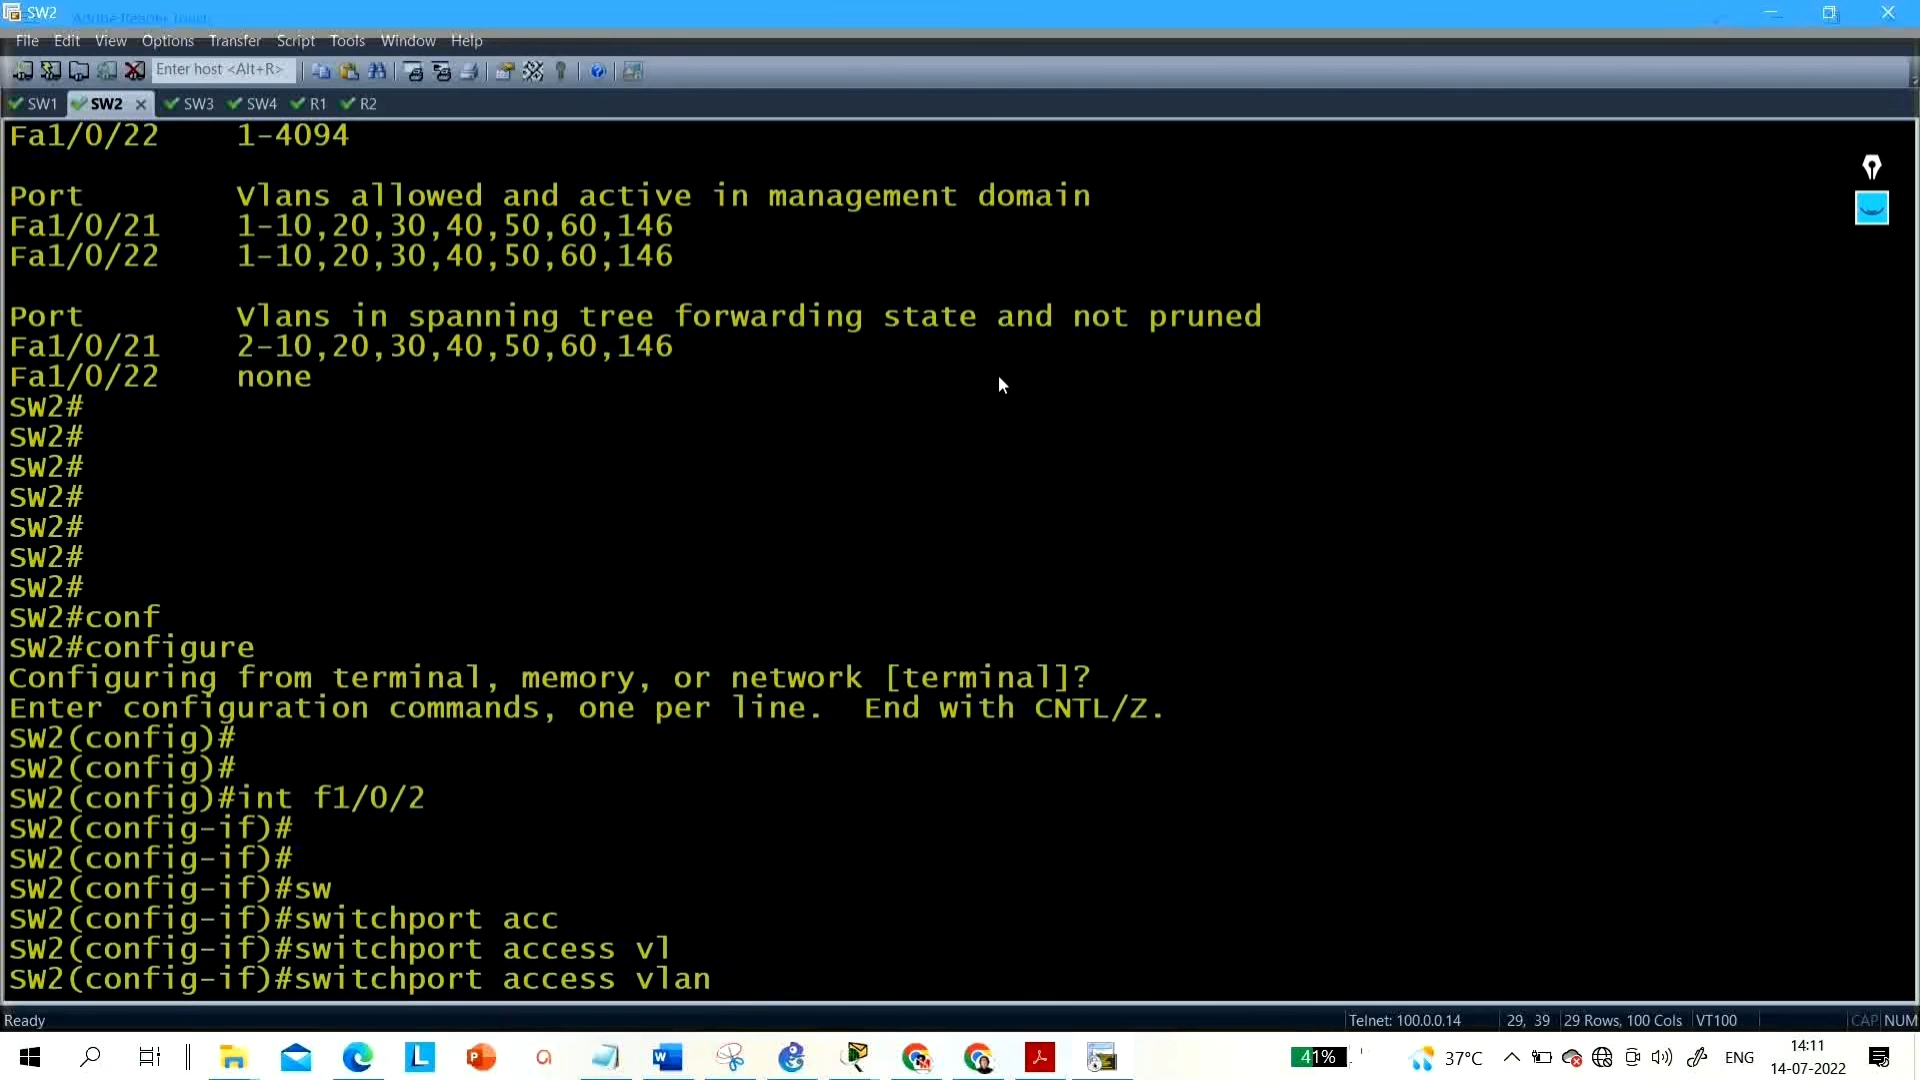 SW2
Adobe Reader Touch
File Edit View Options Transfer Script Tools Window Help
Enter host <Alt+R>
SW1 SW2 SW3 SW4 R1 R2
Fa1/0/22 1-4094
Port Vlans allowed and active in management domain
Fa1/0/21 1-10,20,30,40,50,60,146
Fa1/0/22 1-10,20,30,40,50,60,146
Port Vlans in spanning tree forwarding state and not pruned
Fa1/0/21 2-10,20,30,40,50,60,146
Fa1/0/22 none
SW2#
SW2#
SW2#
SW2#
SW2#
SW2#
SW2#
SW2#conf
SW2#configure
Configuring from terminal, memory, or network [terminal]?
Enter configuration commands, one per line. End with CNTL/Z.
SW2(config)#
SW2(config)#
SW2(config)#int f1/0/2
SW2(config-if)#
SW2(config-if)#
SW2(config-if)#sw
SW2(config-if)#switchport acc
SW2(config-if)#switchport access vl
SW2(config-if)#switchport access vlan
Ready Telnet: 100.0.0.14 29, 39 29 Rows, 100 Cols VT100 CAP NUM
41% 37°C ENG 14:11
14-07-2022